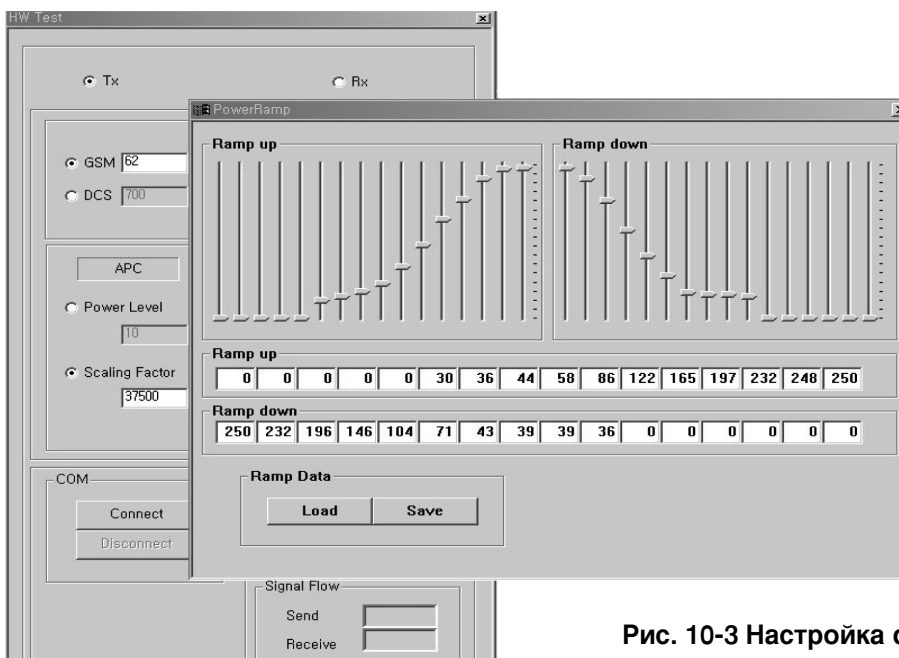 HW Test
Tx Rx
GSM 62
DCS 700
APC
Power Level
10
Scaling Factor
37500
COM
Connect
Disconnect
PowerRamp
Ramp up Ramp down
Ramp up
0 0 0 0 0 30 36 44 58 86 122 165 197 232 248 250
Ramp down
250 232 196 146 104 71 43 39 39 36 0 0 0 0 0 0
Ramp Data
Load Save
Signal Flow
Send
Receive
Рис. 10-3 Настройка